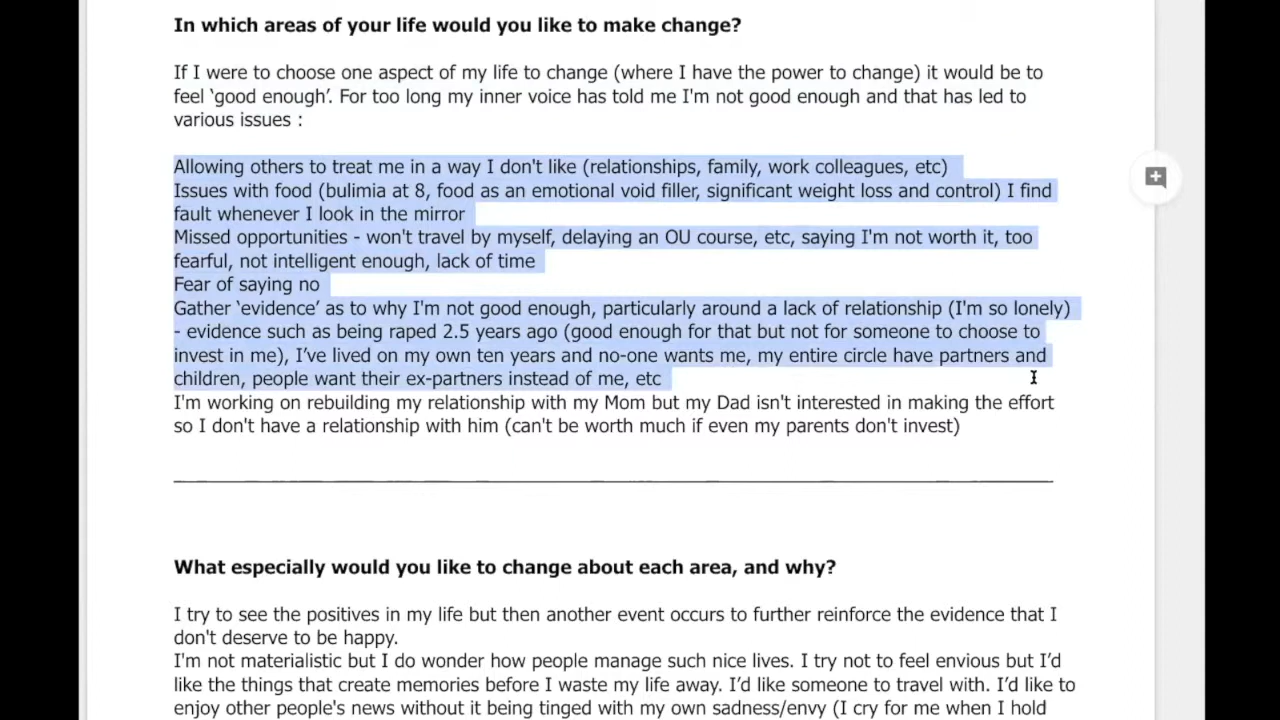 In which areas of your life would you like to make change?
If I were to choose one aspect of my life to change (where I have the power to change) it would be to
feel ‘good enough’. For too long my inner voice has told me I'm not good enough and that has led to
various issues :
Allowing others to treat me in a way I don't like (relationships, family, work colleagues, etc)
Issues with food (bulimia at 8, food as an emotional void filler, significant weight loss and control) I find
fault whenever I look in the mirror
Missed opportunities - won't travel by myself, delaying an OU course, etc, saying I'm not worth it, too
fearful, not intelligent enough, lack of time
Fear of saying no
Gather ‘evidence’ as to why I'm not good enough, particularly around a lack of relationship (I'm so lonely)
- evidence such as being raped 2.5 years ago (good enough for that but not for someone to choose to
invest in me), I’ve lived on my own ten years and no-one wants me, my entire circle have partners and
children, people want their ex-partners instead of me, etc
I'm working on rebuilding my relationship with my Mom but my Dad isn't interested in making the effort
so I don't have a relationship with him (can't be worth much if even my parents don't invest)
What especially would you like to change about each area, and why?
I try to see the positives in my life but then another event occurs to further reinforce the evidence that I
don't deserve to be happy.
I'm not materialistic but I do wonder how people manage such nice lives. I try not to feel envious but I’d
like the things that create memories before I waste my life away. I’d like someone to travel with. I’d like to
enjoy other people's news without it being tinged with my own sadness/envy (I cry for me when I hold